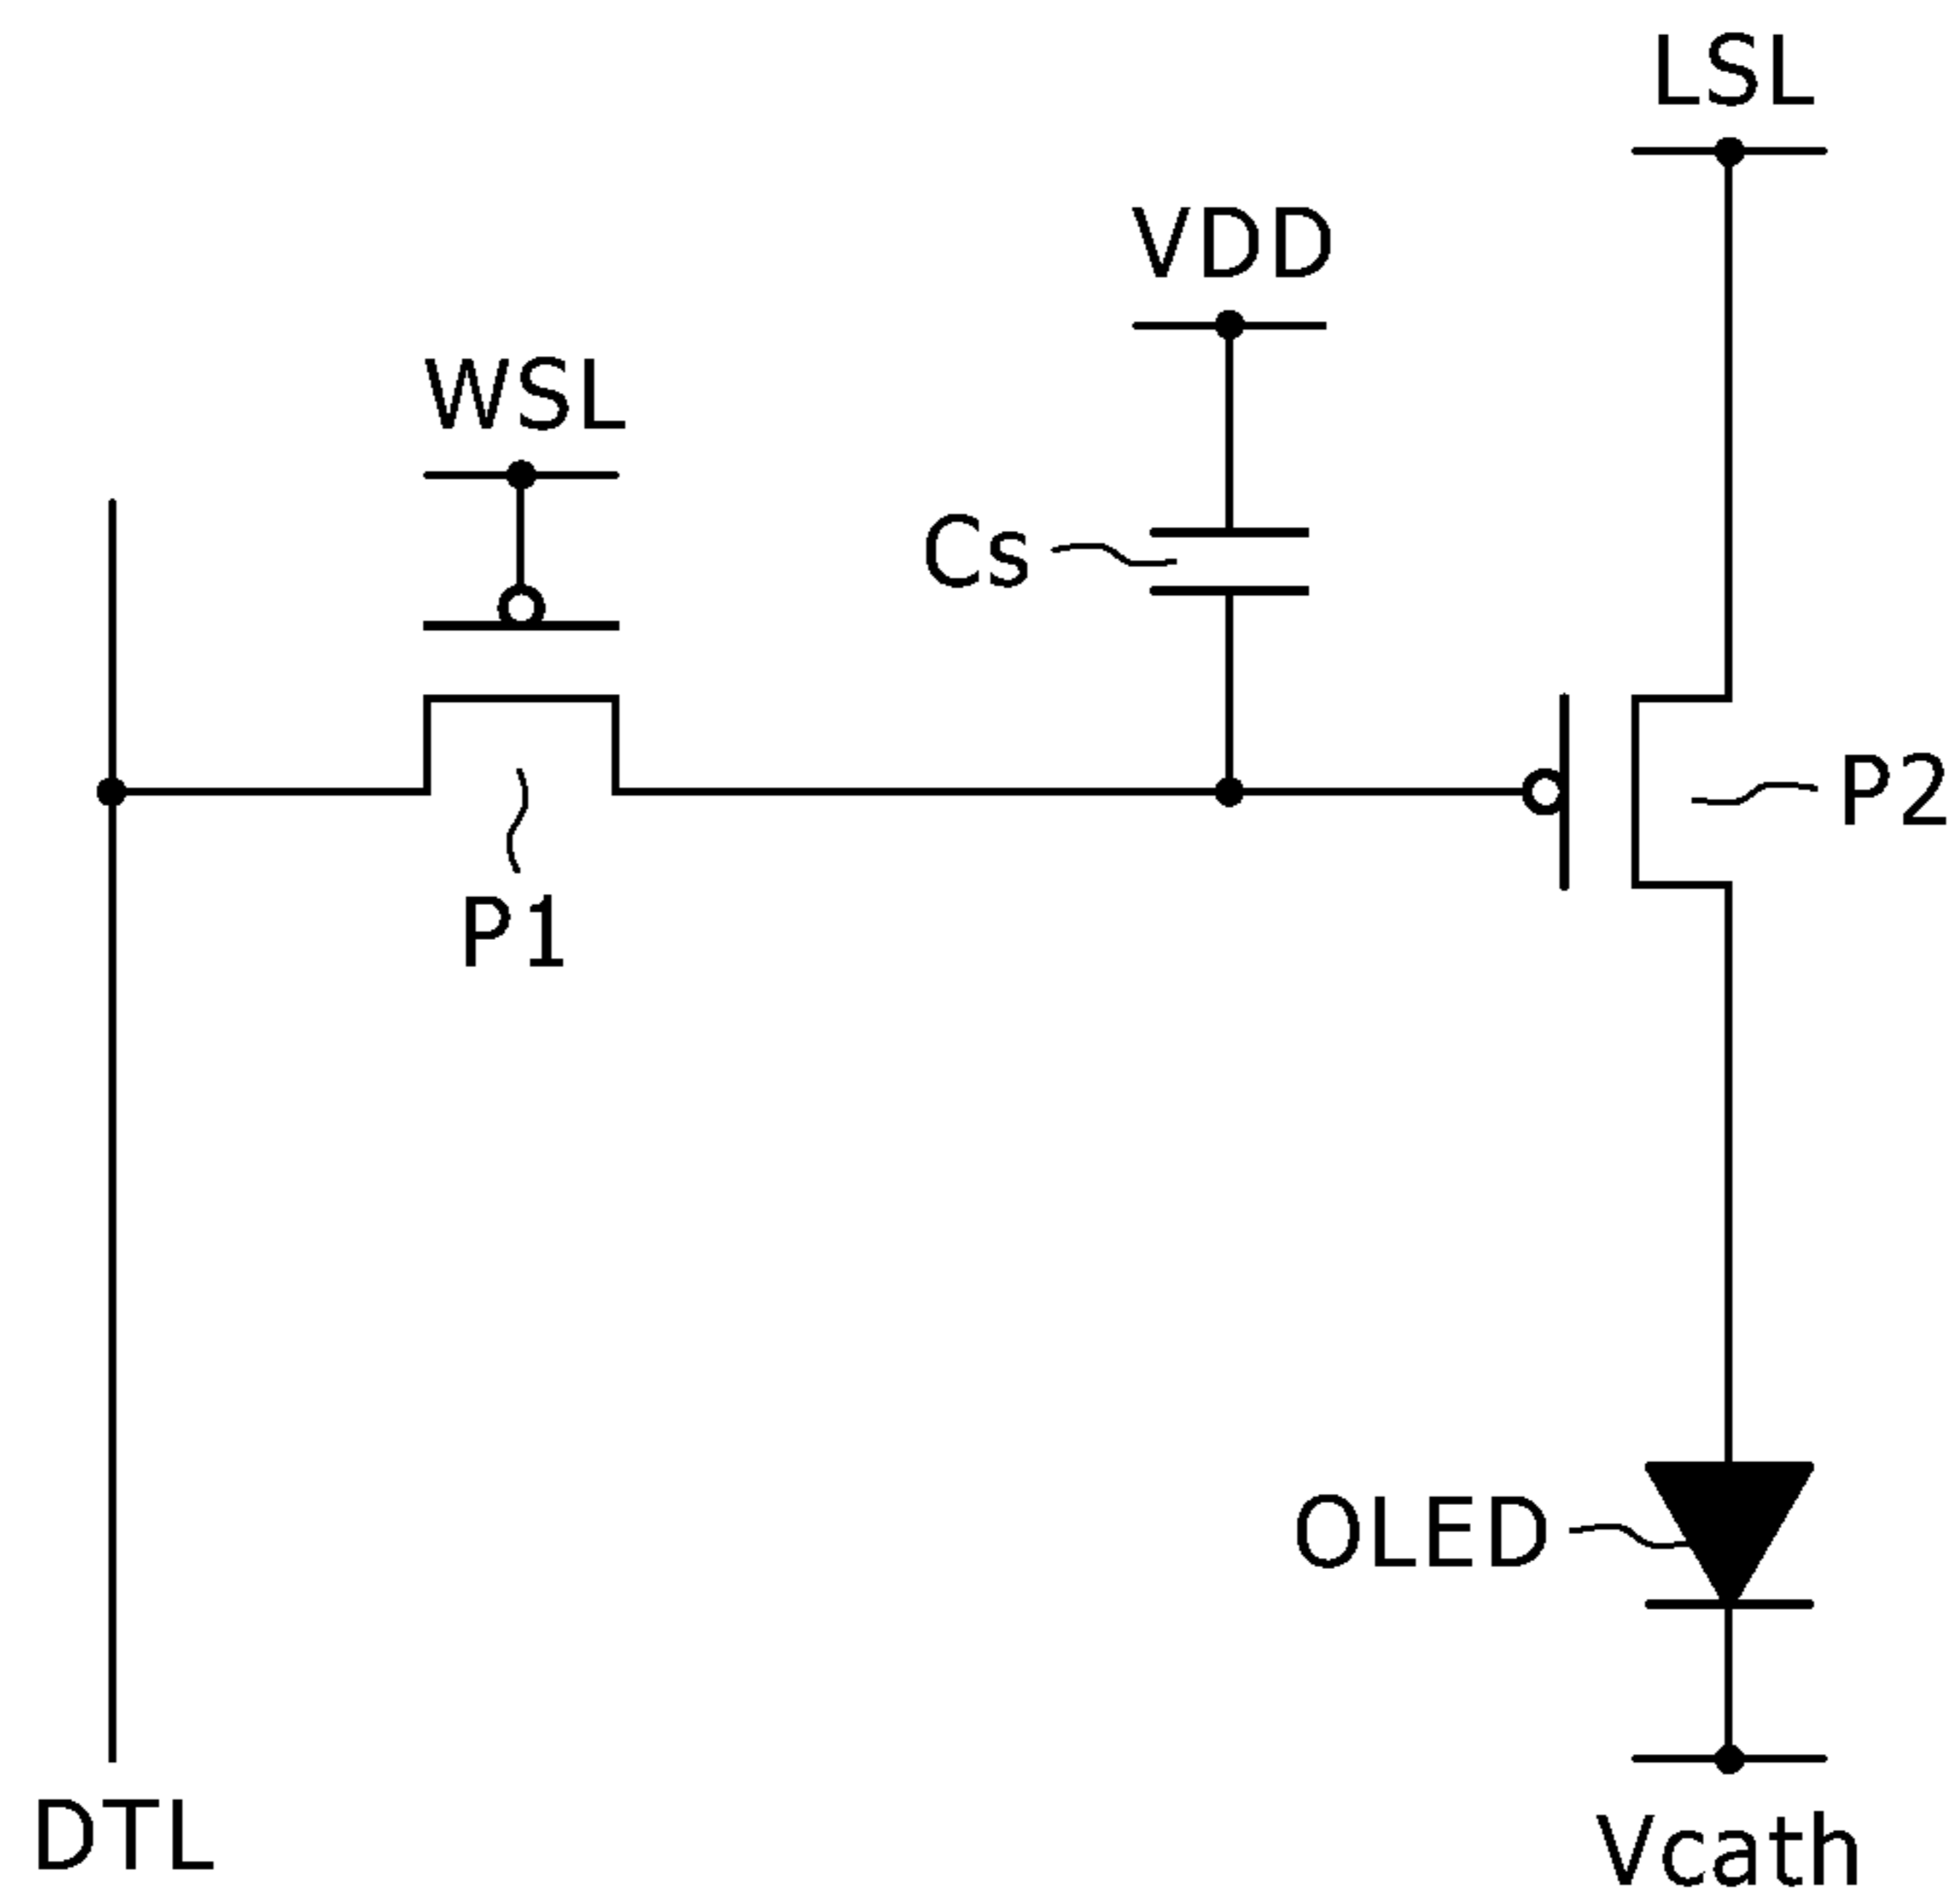 LSL
VDD
WSL
Cs
P2
P1
OLED
DTL
Vcath